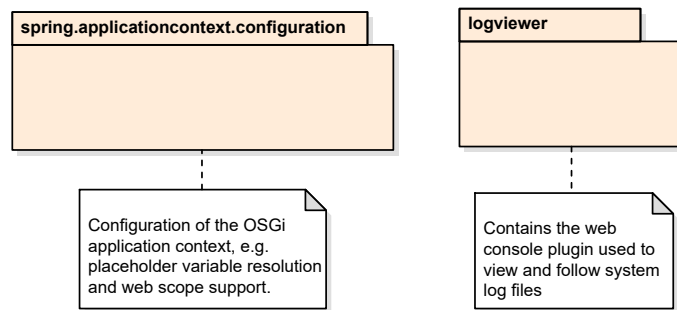 spring.applicationcontext.configuration
logviewer
Configuration of the OSGi
application context, e.g.
placeholder variable resolution
and web scope support.
Contains the web
console plugin used to
view and follow system
log files